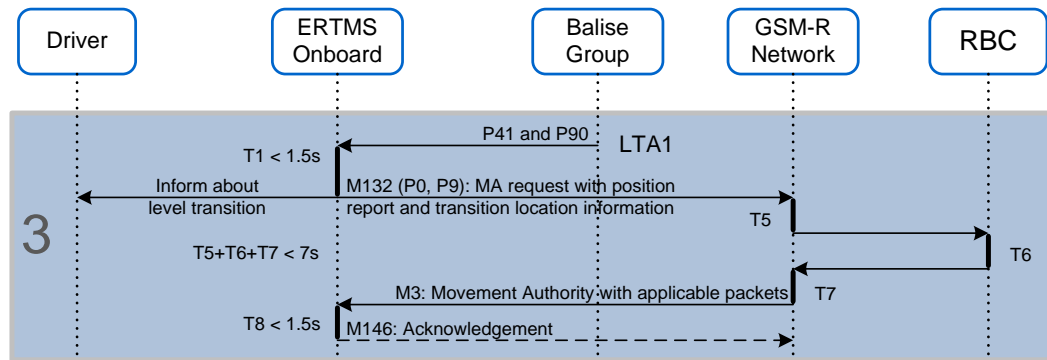 Driver
ERTMS
Onboard
Balise
Group
GSM-R
Network
RBC
3
P41 and P90
LTA1
T1 < 1.5s
Inform about
level transition
M132 (P0, P9): MA request with position
report and transition location information
T5
T5+T6+T7 < 7s
T6
M3: Movement Authority with applicable packets
T7
T8 < 1.5s
M146: Acknowledgement